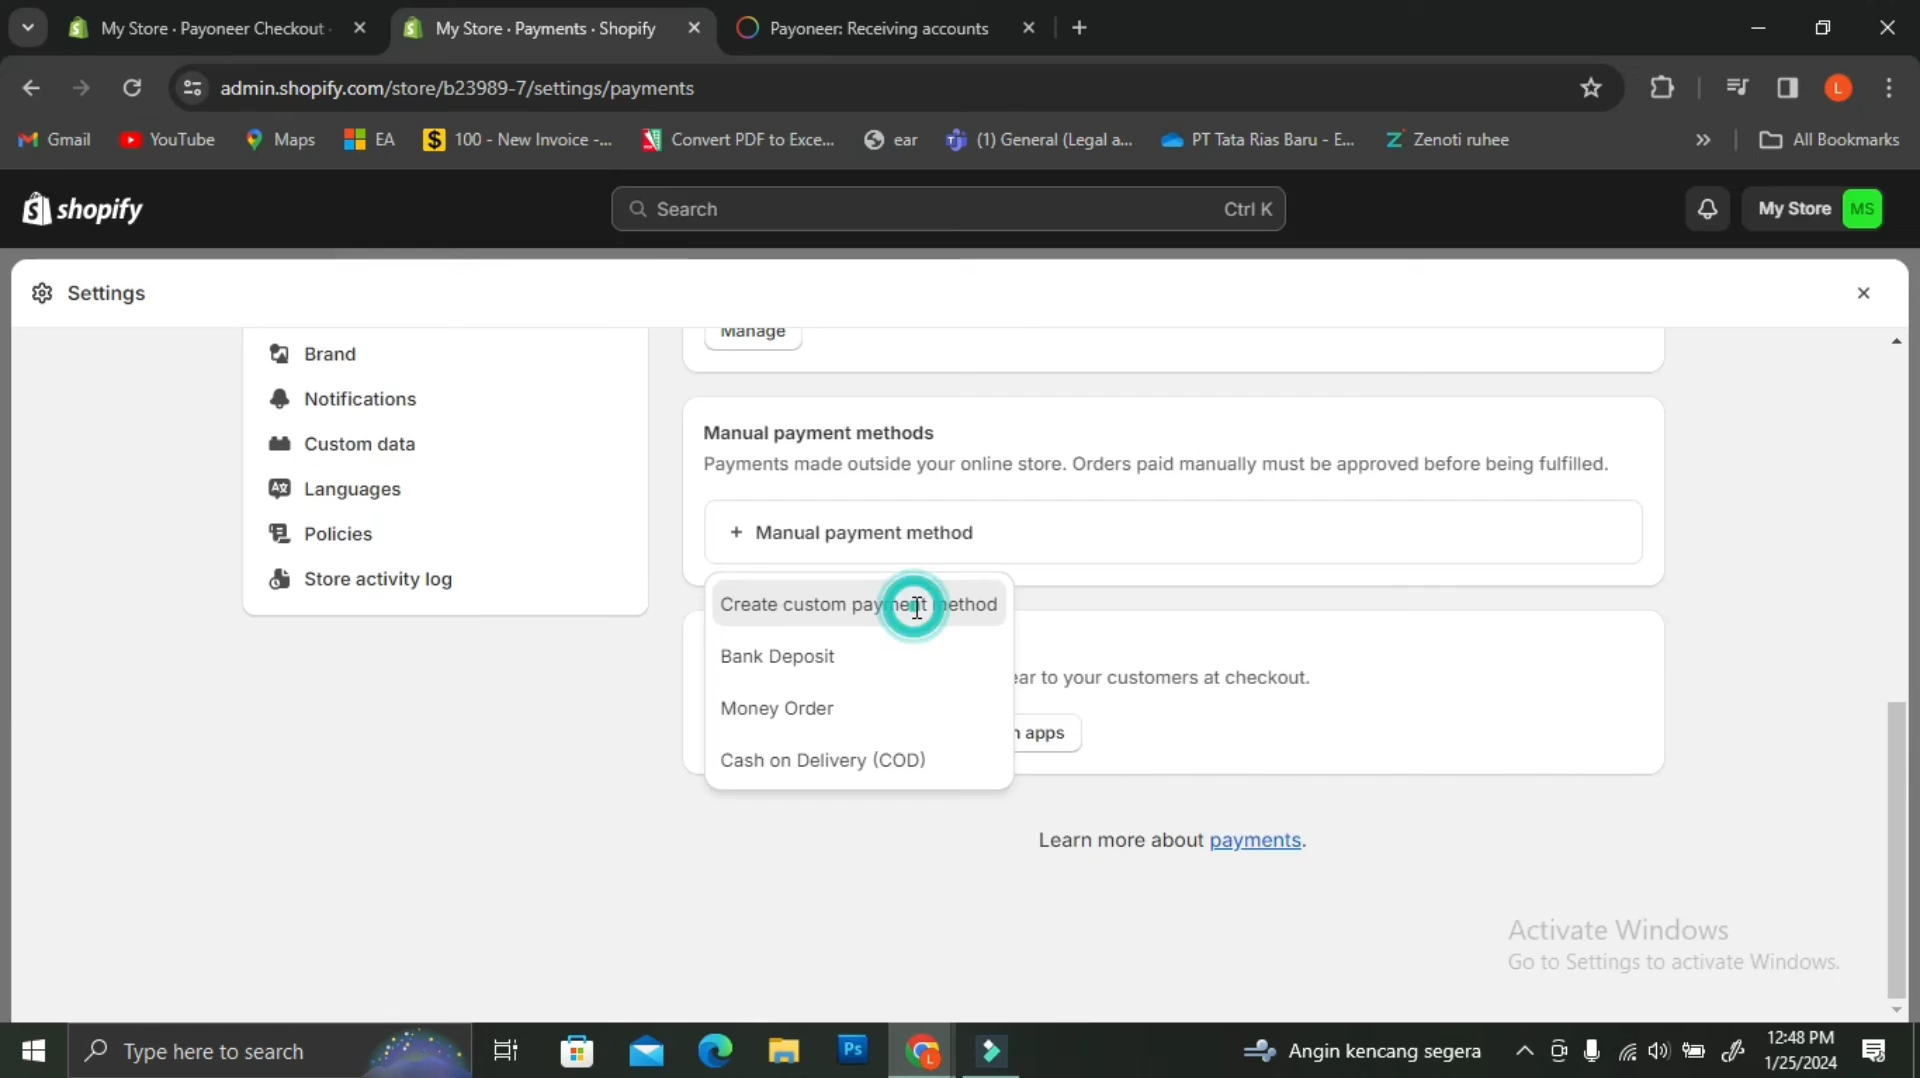 My Store · Payoneer Checkout ·
My Store · Payments · Shopify
Payoneer: Receiving accounts
admin.shopify.com/store/b23989-7/settings/payments
L
Gmail
YouTube
Maps
EA
100 - New Invoice -...
Convert PDF to Exce...
ear
(1) General (Legal a...
PT Tata Rias Baru - E...
Zenoti ruhee
All Bookmarks
shopify
Search
Ctrl K
My Store
MS
Settings
Brand
Notifications
Custom data
Languages
Policies
Store activity log
Manage
Manual payment methods
Payments made outside your online store. Orders paid manually must be approved before being fulfilled.
+ Manual payment method
Create custom payment method
Bank Deposit
Money Order
Cash on Delivery (COD)
ear to your customers at checkout.
n apps
Learn more about payments.
Activate Windows
Go to Settings to activate Windows.
Type here to search
Ps
L
Angin kencang segera
12:48 PM
1/25/2024